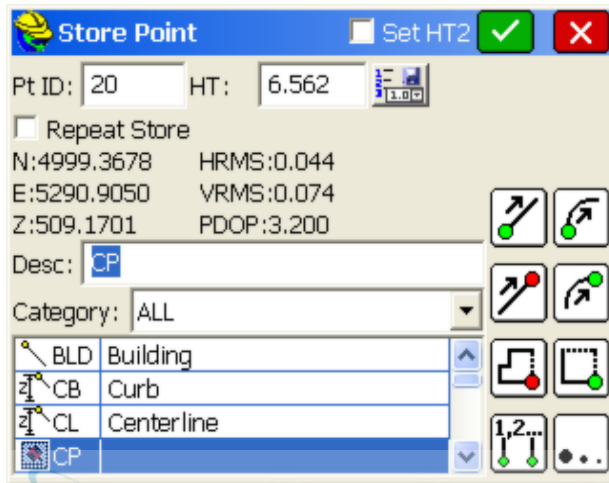 Store Point Set HT2
Pt ID: 20 HT: 6.562 1.0
Repeat Store
N:4999.3678 HRMS:0.044
E:5290.9050 VRMS:0.074
Z:509.1701 PDOP:3.200
Desc: CP
Category: ALL
BLD Building
Z CB Curb
Z CL Centerline
CP
1,2...